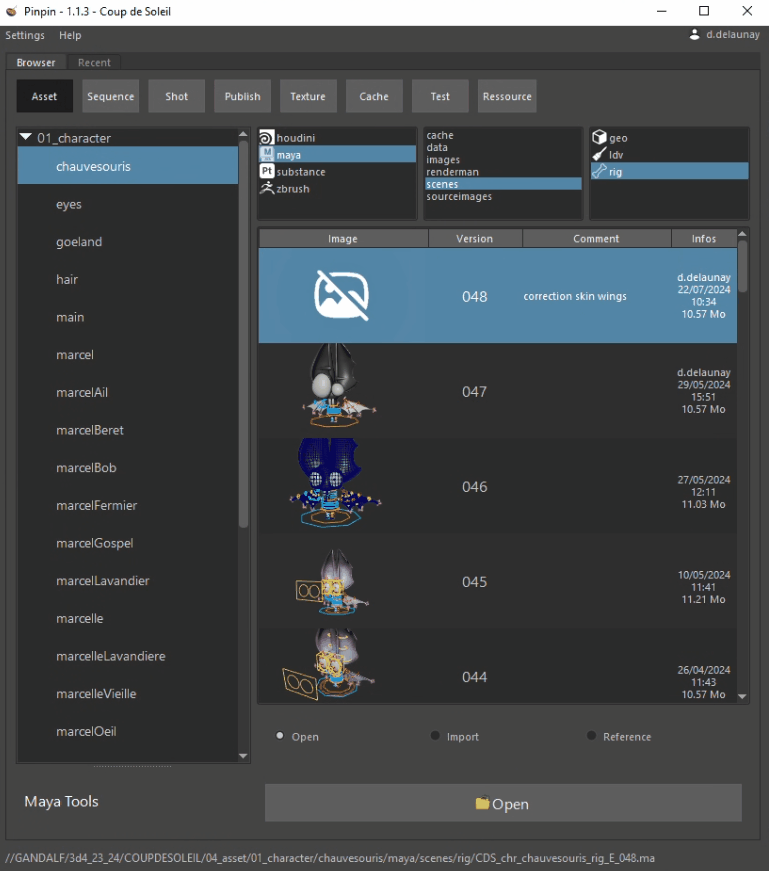 Pinpin - 1.1.3 - Coup de Soleil
Settings Help d.delaunay
Browser Recent
Asset Sequence Shot Publish Texture Cache Test Ressource
01_character
chauvesouris
eyes
goeland
hair
main
marcel
marcelAil
marcelBeret
marcelBob
marcelFermier
marcelGospel
marcelLavandier
marcelle
marcelleLavandiere
marcelleVieille
marcelOeil
houdini
M maya
Pt substance
zbrush
cache
data
images
renderman
scenes
sourceimages
geo
ldv
rig
Image Version Comment Infos
048 correction skin wings
d.delaunay
22/07/2024
10:34
10.57 Mo
047
d.delaunay
29/05/2024
15:51
10.57 Mo
046
27/05/2024
12:11
11.03 Mo
045
10/05/2024
11:41
11.21 Mo
044
26/04/2024
11:43
10.57 Mo
Open Import Reference
Maya Tools
Open
//GANDALF/3d4_23_24/COUPDESOLEIL/04_asset/01_character/chauvesouris/maya/scenes/rig/CDS_chr_chauvesouris_rig_E_048.ma